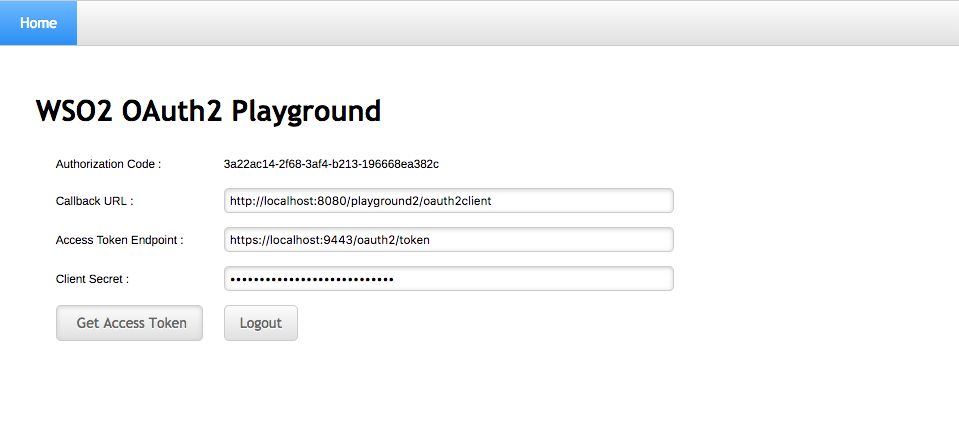 Home
WSO2 OAuth2 Playground
Authorization Code : 3a22ac14-2f68-3af4-b213-196668ea382c
Callback URL : http://localhost:8080/playground2/oauth2client
Access Token Endpoint : https://localhost:9443/oauth2/token
Client Secret : ••••••••••••••••••••••••••••
Get Access Token Logout